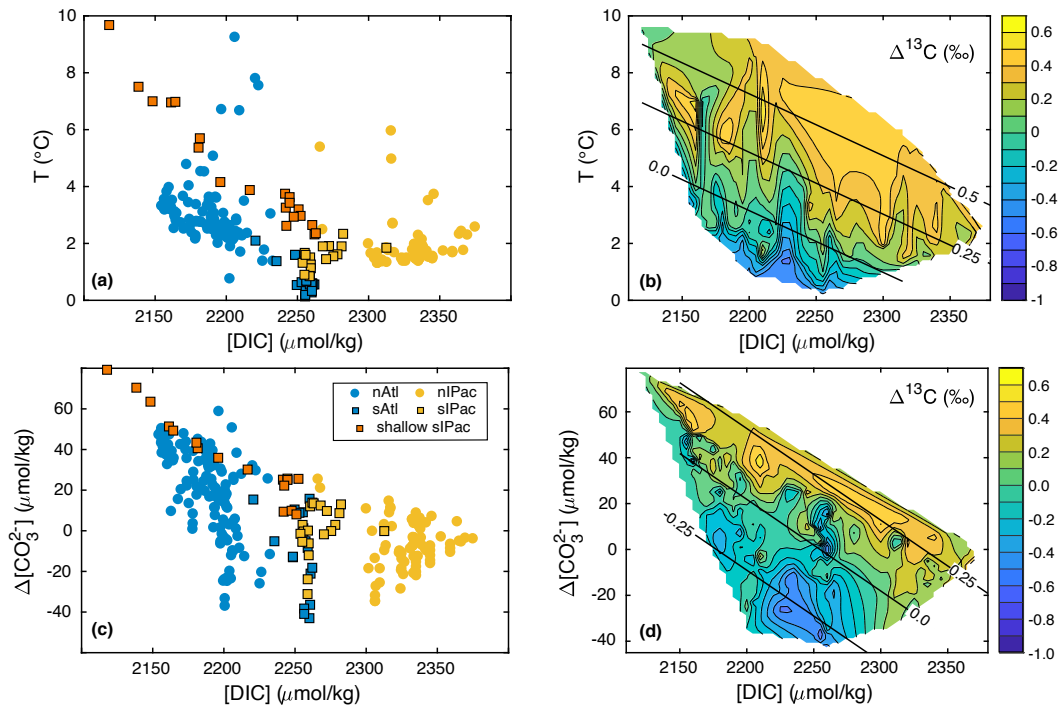 10
8
6
4
2
0
T (°C)
(a)
2150 2200 2250 2300 2350
[DIC] (μmol/kg)
10
8
6
4
2
0
T (°C)
Δ¹³C (‰)
0.0
0.5
0.25
(b)
2150 2200 2250 2300 2350
[DIC] (μmol/kg)
0.6
0.4
0.2
0
-0.2
-0.4
-0.6
-0.8
-1
60
40
20
0
-20
-40
Δ[CO₃²⁻] (μmol/kg)
nAtl nIPac
sAtl sIPac
shallow sIPac
(c)
2150 2200 2250 2300 2350
[DIC] (μmol/kg)
60
40
20
0
-20
-40
Δ[CO₃²⁻] (μmol/kg)
Δ¹³C (‰)
-0.25
0.25
0.0
(d)
2150 2200 2250 2300 2350
[DIC] (μmol/kg)
0.6
0.4
0.2
0.0
-0.2
-0.4
-0.6
-0.8
-1.0